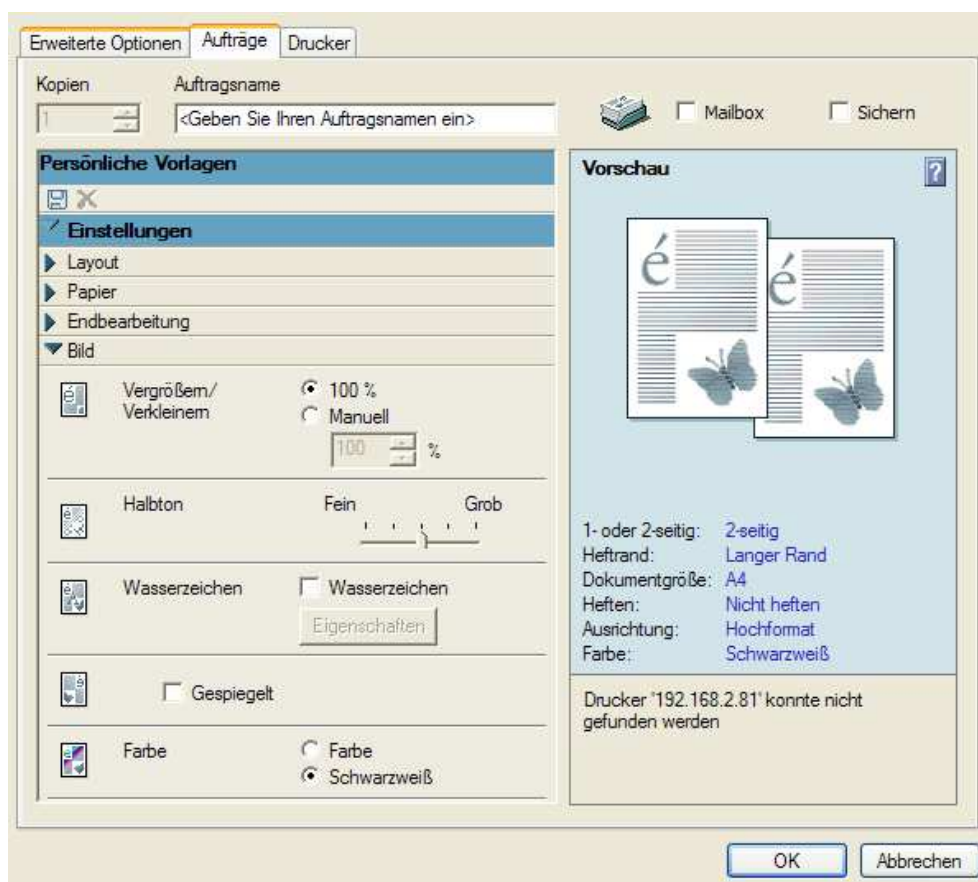 Erweiterte Optionen
Aufträge
Drucker
Kopien
Auftragsname
1
<Geben Sie Ihren Auftragsnamen ein>
Mailbox
Sichern
Persönliche Vorlagen
Einstellungen
Layout
Papier
Endbearbeitung
Bild
Vergrößern/
Verkleinern
100 %
Manuell
100 %
Halbton
Fein
Grob
Wasserzeichen
Wasserzeichen
Eigenschaften
Gespiegelt
Farbe
Farbe
Schwarzweiß
Vorschau
?
é
é
1- oder 2-seitig: 2-seitig
Heftrand: Langer Rand
Dokumentgröße: A4
Heften: Nicht heften
Ausrichtung: Hochformat
Farbe: Schwarzweiß
Drucker '192.168.2.81' konnte nicht
gefunden werden
OK
Abbrechen